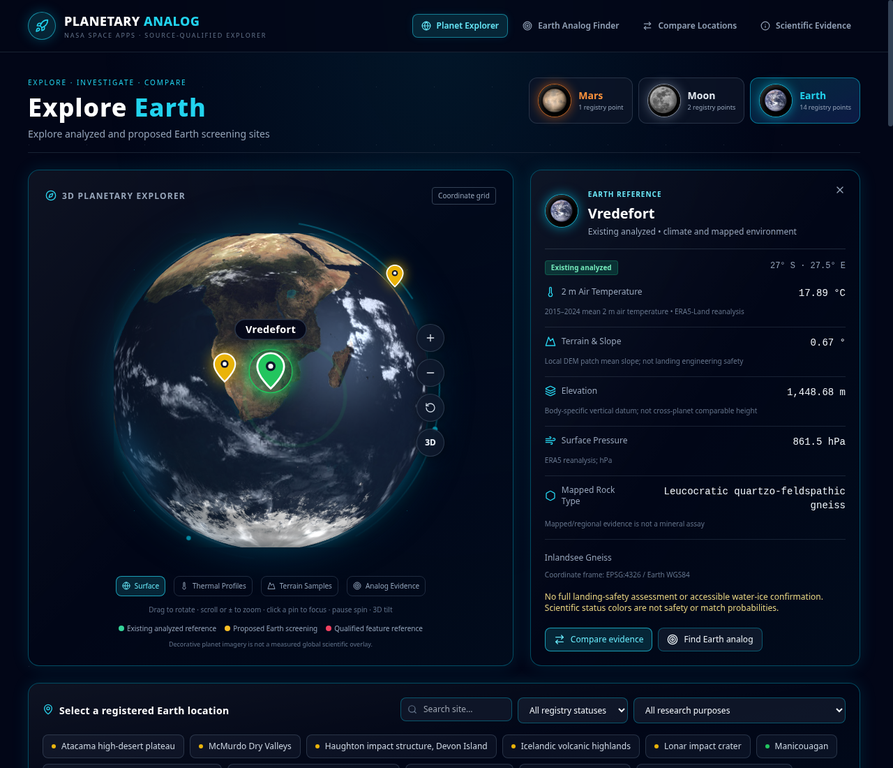 PLANETARY ANALOG
NASA SPACE APPS · SOURCE-QUALIFIED EXPLORER
Planet Explorer
Earth Analog Finder
Compare Locations
Scientific Evidence
EXPLORE · INVESTIGATE · COMPARE
Explore Earth
Explore analyzed and proposed Earth screening sites
Mars
1 registry point
Moon
2 registry points
Earth
14 registry points
3D PLANETARY EXPLORER
Coordinate grid
Vredefort
+
−
3D
Surface
Thermal Profiles
Terrain Samples
Analog Evidence
Drag to rotate · scroll or ± to zoom · click a pin to focus · pause spin · 3D tilt
Existing analyzed reference
Proposed Earth screening
Qualified feature reference
Decorative planet imagery is not a measured global scientific overlay.
EARTH REFERENCE
Vredefort
Existing analyzed • climate and mapped environment
Existing analyzed
27° S · 27.5° E
2 m Air Temperature
17.89 °C
2015–2024 mean 2 m air temperature • ERA5-Land reanalysis
Terrain & Slope
0.67 °
Local DEM patch mean slope; not landing engineering safety
Elevation
1,448.68 m
Body-specific vertical datum; not cross-planet comparable height
Surface Pressure
861.5 hPa
ERA5 reanalysis; hPa
Mapped Rock
Type
Leucocratic quartzo-feldspathic
gneiss
Mapped/regional evidence is not a mineral assay
Inlandsee Gneiss
Coordinate frame: EPSG:4326 / Earth WGS84
No full landing-safety assessment or accessible water-ice confirmation.
Scientific status colors are not safety or match probabilities.
Compare evidence
Find Earth analog
Select a registered Earth location
Search site...
All registry statuses
All research purposes
Atacama high-desert plateau
McMurdo Dry Valleys
Haughton impact structure, Devon Island
Icelandic volcanic highlands
Lonar impact crater
Manicouagan